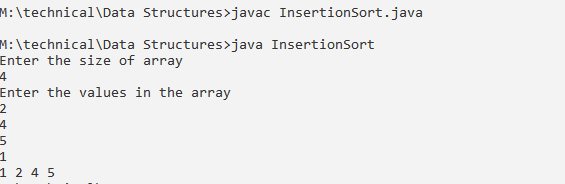 M:\technical\Data Structures>javac InsertionSort.java
M:\technical\Data Structures>java InsertionSort
Enter the size of array
4
Enter the values in the array
2
4
5
1
1 2 4 5